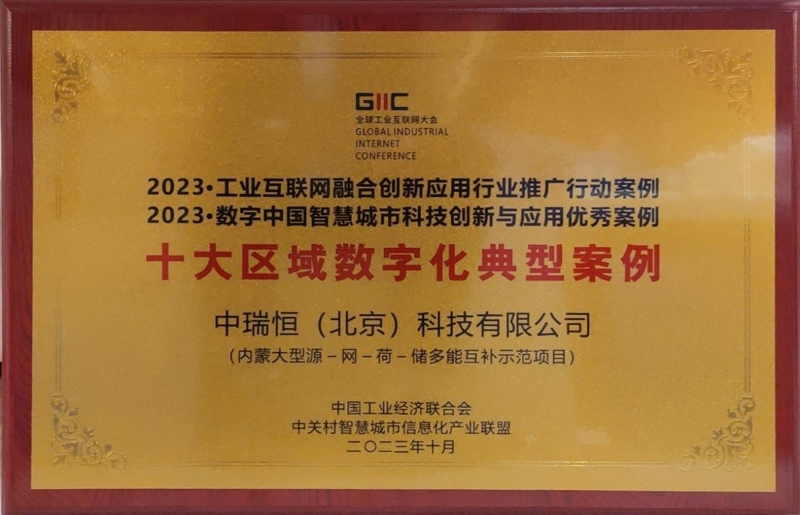 GIIC
全球工业互联网大会
GLOBAL INDUSTRIAL
INTERNET
CONFERENCE
2023·工业互联网融合创新应用行业推广行动案例
2023·数字中国智慧城市科技创新与应用优秀案例
十大区域数字化典型案例
中瑞恒（北京）科技有限公司
（内蒙大型源－网－荷－储多能互补示范项目）
中国工业经济联合会
中关村智慧城市信息化产业联盟
二〇二三年十月